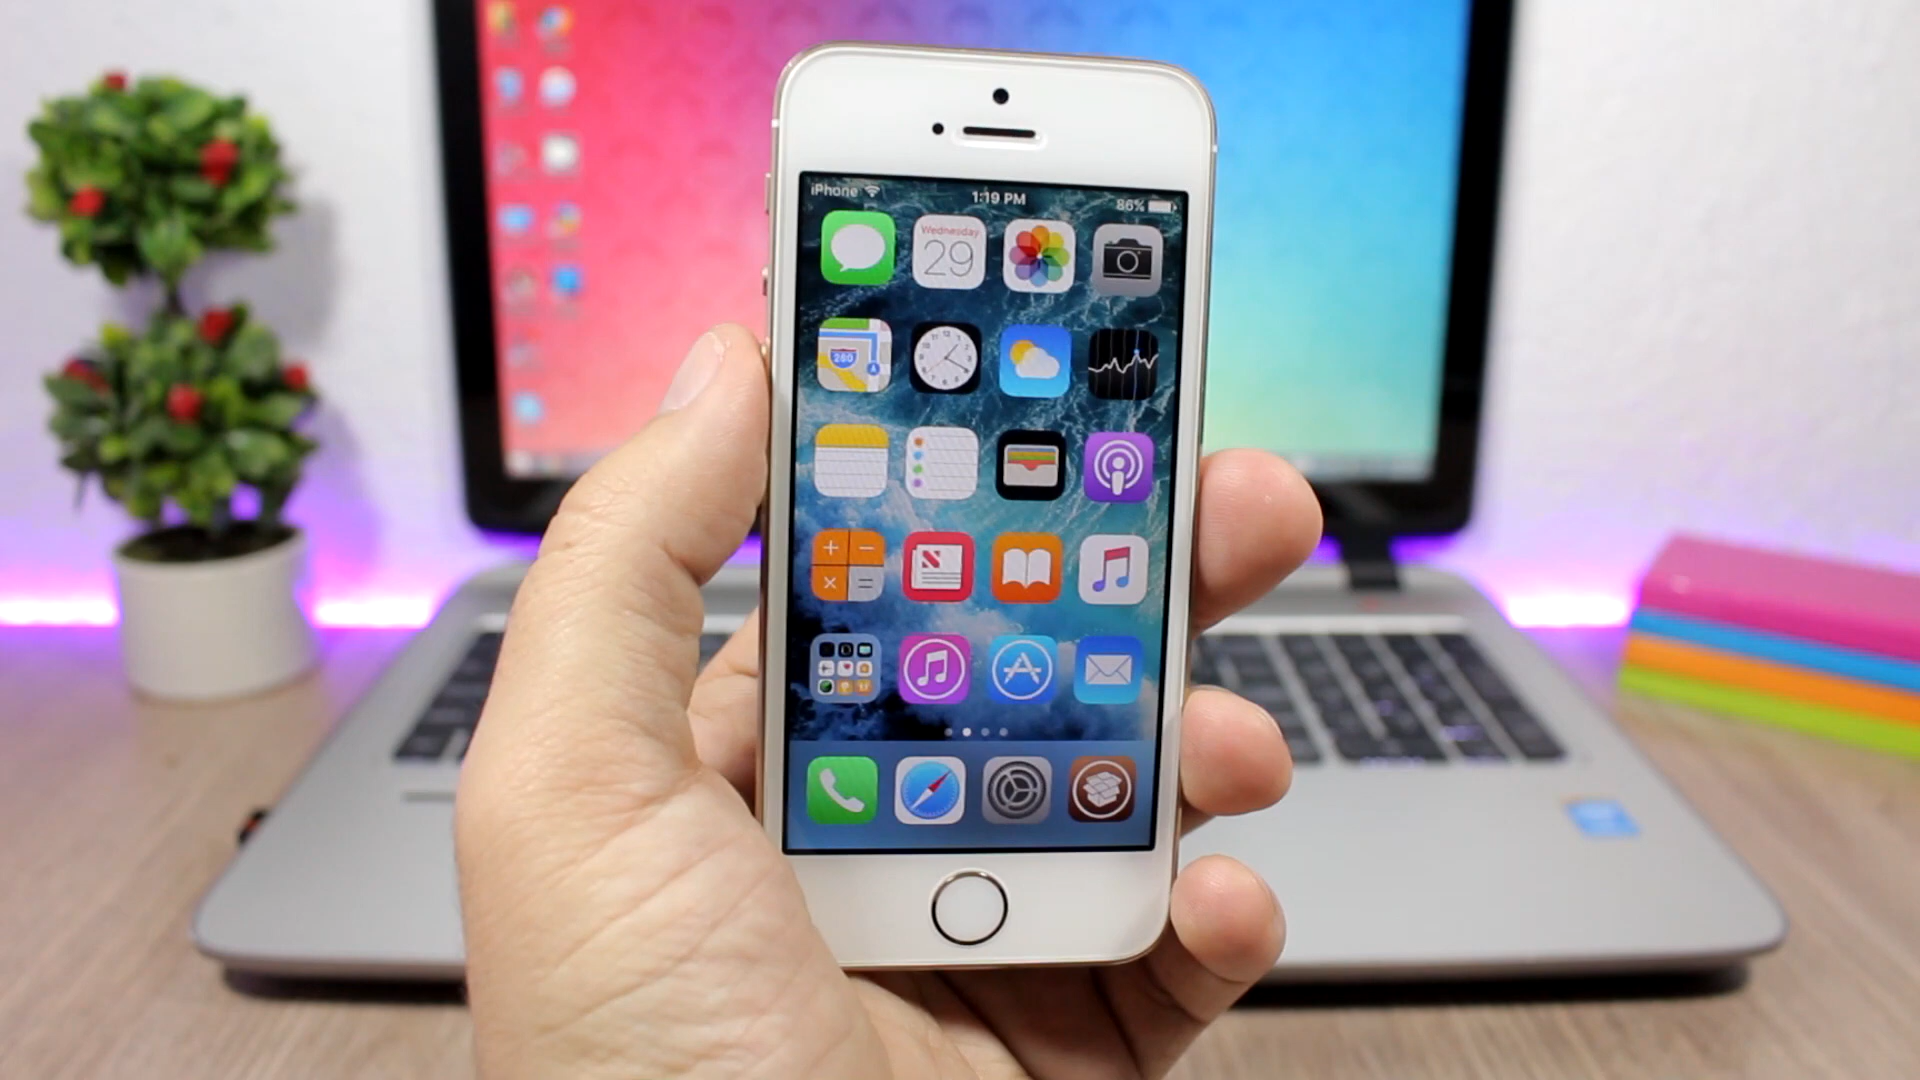 iPhone
1:19 PM
86%
Wednesday
29
280
+ −
× =